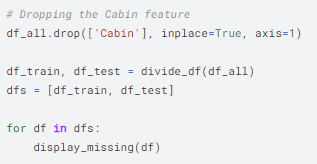 # Dropping the Cabin feature
df_all.drop(['Cabin'], inplace=True, axis=1)
df_train, df_test = divide_df(df_all)
dfs = [df_train, df_test]
for df in dfs:
    display_missing(df)